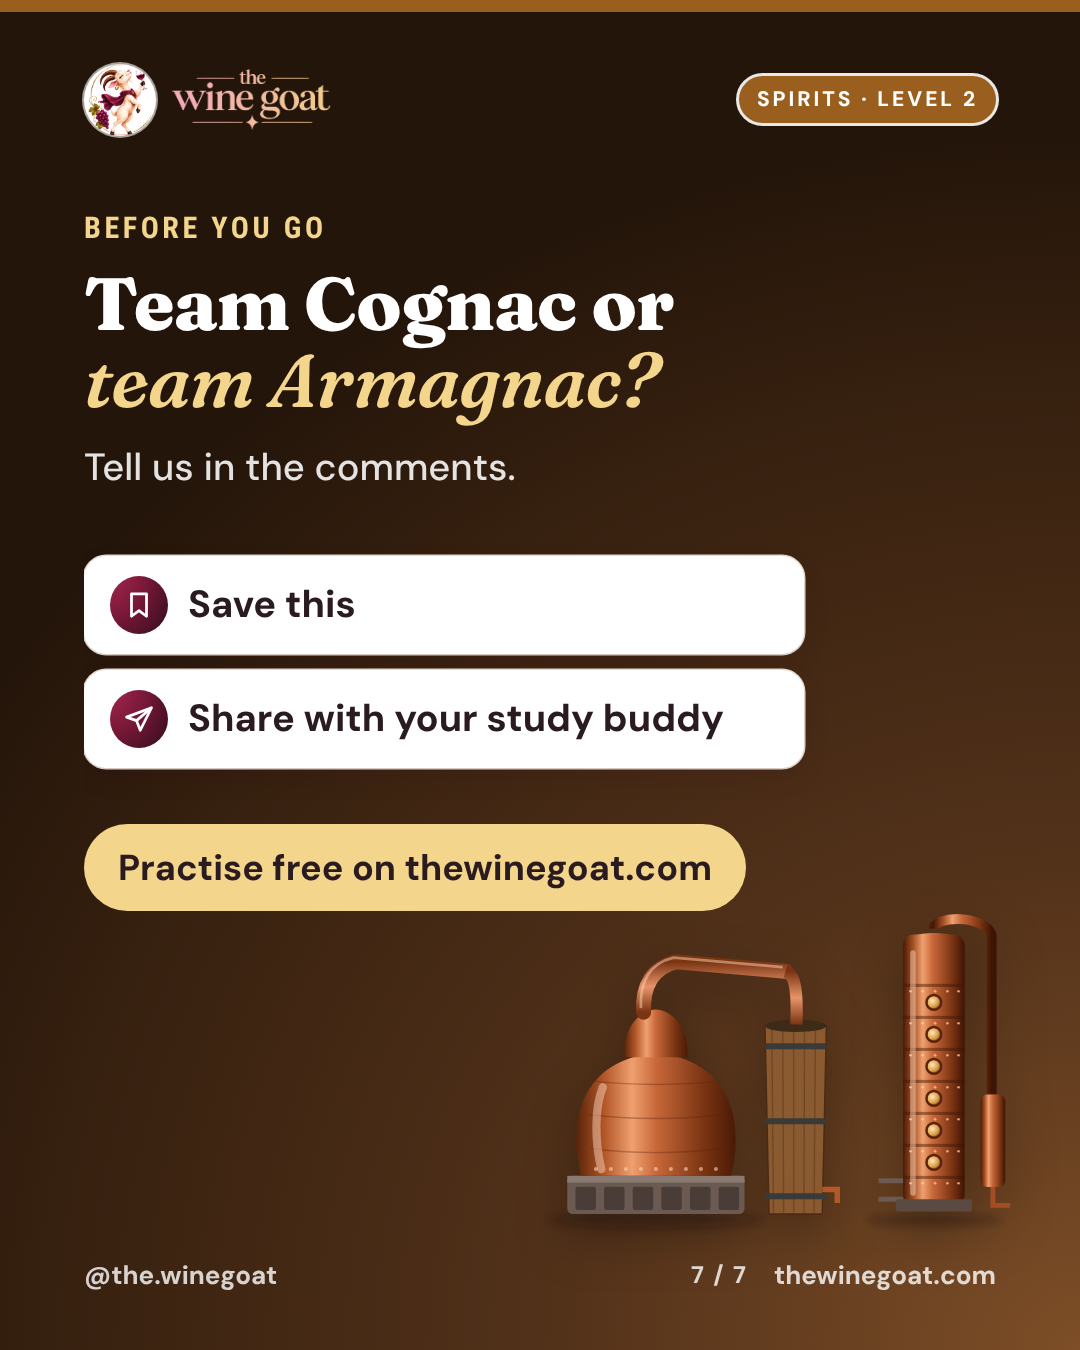 the
wine goat
SPIRITS · LEVEL 2
BEFORE YOU GO
Team Cognac or
team Armagnac?
Tell us in the comments.
Save this
Share with your study buddy
Practise free on thewinegoat.com
@the.winegoat
7 / 7
thewinegoat.com